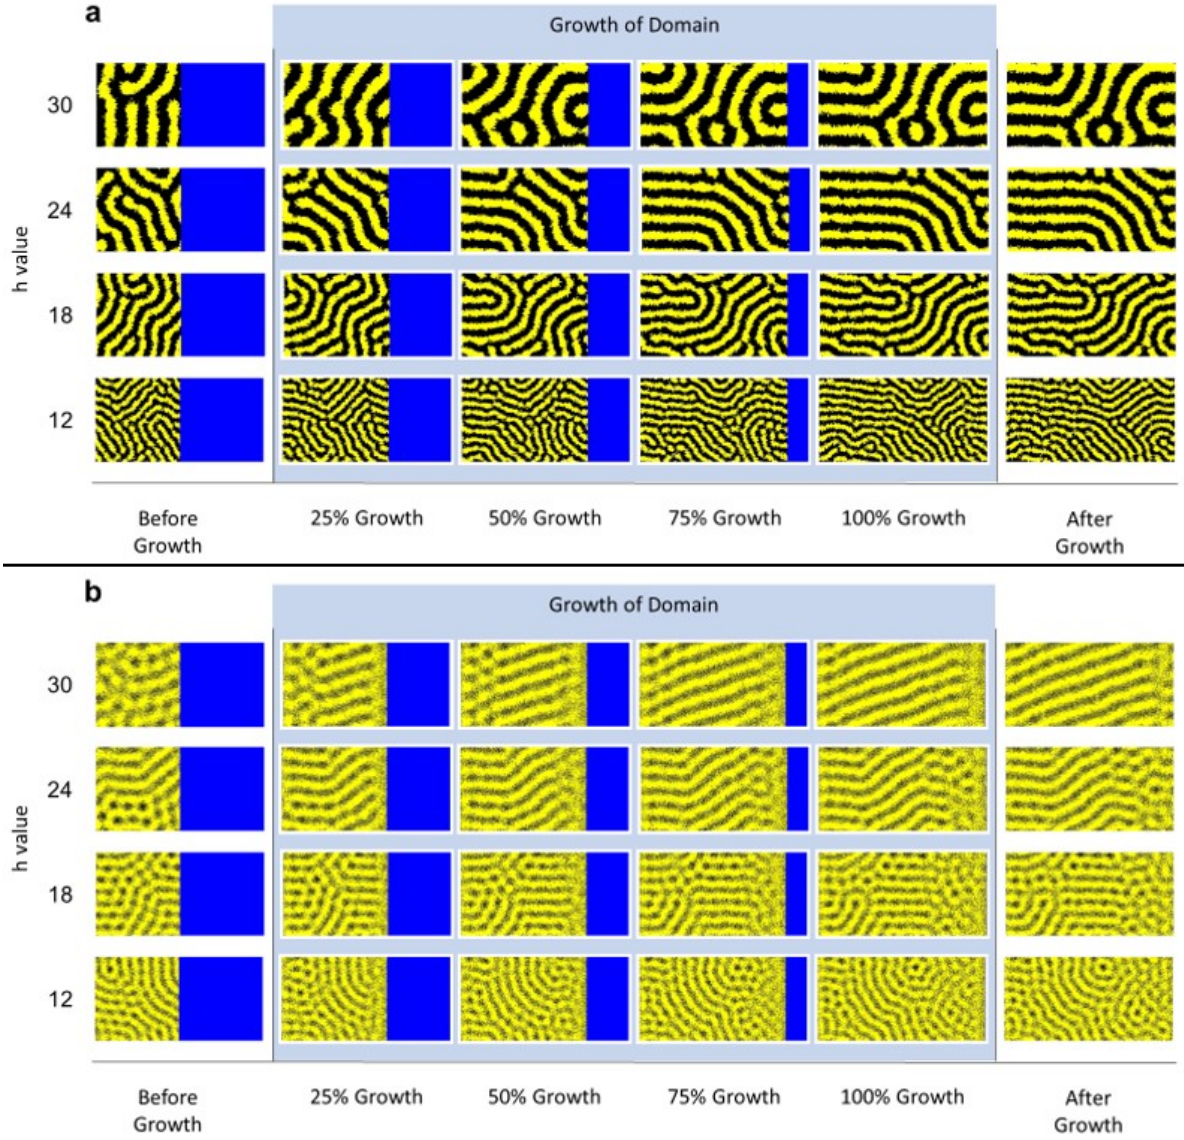 a
Growth of Domain
30
24
18
12
h value
Before
Growth
25% Growth
50% Growth
75% Growth
100% Growth
After
Growth
b
Growth of Domain
30
24
18
12
h value
Before
Growth
25% Growth
50% Growth
75% Growth
100% Growth
After
Growth